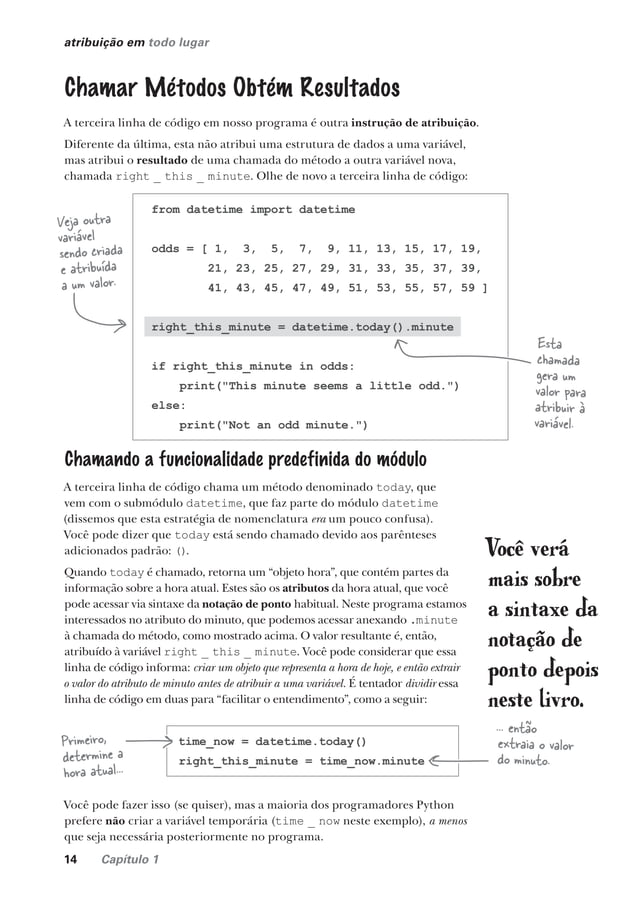 atribuição em todo lugar
Chamar Métodos Obtém Resultados
A terceira linha de código em nosso programa é outra instrução de atribuição.
Diferente da última, esta não atribui uma estrutura de dados a uma variável,
mas atribui o resultado de uma chamada do método a outra variável nova,
chamada right _ this _ minute. Olhe de novo a terceira linha de código:
Veja outra
variável
sendo criada
e atribuída
a um valor.
from datetime import datetime
odds = [ 1, 3, 5, 7, 9, 11, 13, 15, 17, 19,
21, 23, 25, 27, 29, 31, 33, 35, 37, 39,
41, 43, 45, 47, 49, 51, 53, 55, 57, 59 ]
right_this_minute = datetime.today().minute
if right_this_minute in odds:
print("This minute seems a little odd.")
else:
print("Not an odd minute.")
Esta
chamada
gera um
valor para
atribuir à
variável.
Chamando a funcionalidade predefinida do módulo
A terceira linha de código chama um método denominado today, que
vem com o submódulo datetime, que faz parte do módulo datetime
(dissemos que esta estratégia de nomenclatura era um pouco confusa).
Você pode dizer que today está sendo chamado devido aos parênteses
adicionados padrão: ().
Quando today é chamado, retorna um “objeto hora”, que contém partes da
informação sobre a hora atual. Estes são os atributos da hora atual, que você
pode acessar via sintaxe da notação de ponto habitual. Neste programa estamos
interessados no atributo do minuto, que podemos acessar anexando .minute
à chamada do método, como mostrado acima. O valor resultante é, então,
atribuído à variável right _ this _ minute. Você pode considerar que essa
linha de código informa: criar um objeto que representa a hora de hoje, e então extrair
o valor do atributo de minuto antes de atribuir a uma variável. É tentador dividir essa
linha de código em duas para “facilitar o entendimento”, como a seguir:
Você verá
mais sobre
a sintaxe da
notação de
ponto depois
neste livro.
Primeiro,
determine a
hora atual...
time_now = datetime.today()
right_this_minute = time_now.minute
... então
extraia o valor
do minuto.
Você pode fazer isso (se quiser), mas a maioria dos programadores Python
prefere não criar a variável temporária (time _ now neste exemplo), a menos
que seja necessária posteriormente no programa.
14 Capítulo 1